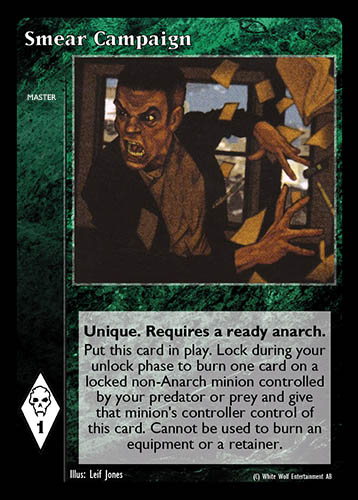 Smear Campaign
MASTER
Unique. Requires a ready anarch.
Put this card in play. Lock during your
unlock phase to burn one card on a
locked non-Anarch minion controlled
by your predator or prey and give
that minion's controller control of
this card. Cannot be used to burn an
equipment or a retainer.
1
Illus: Leif Jones
(C) White Wolf Entertainment AB